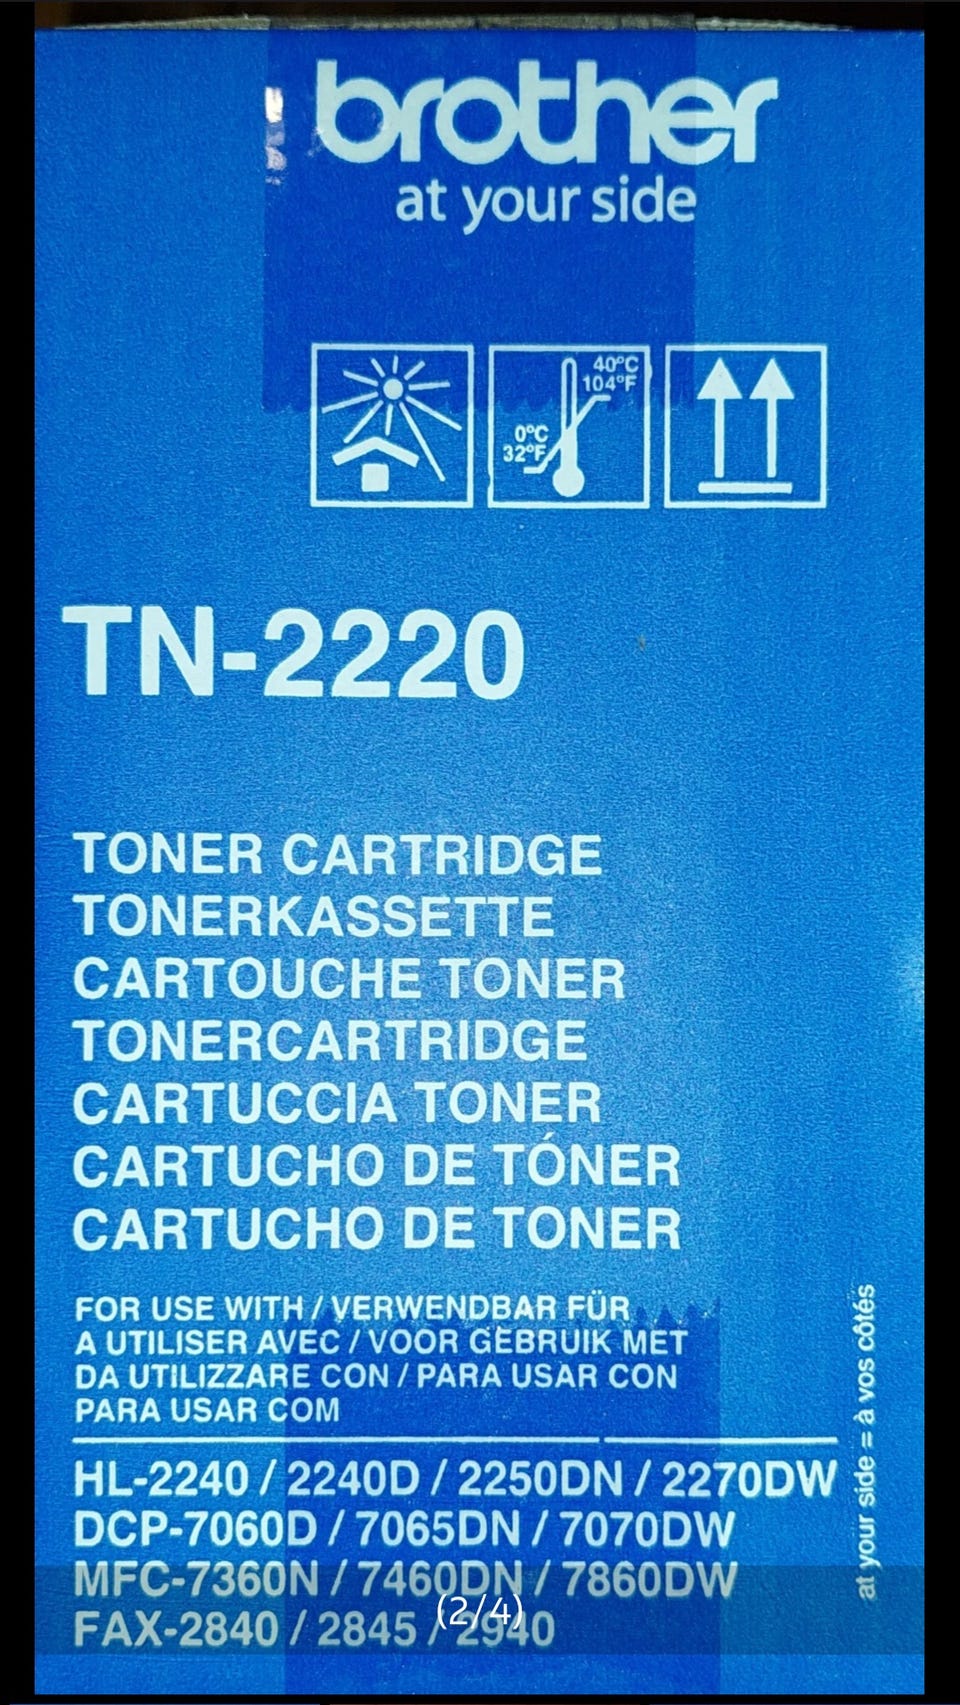 brother
at your side
40°C
104°F
0°C
32°F
TN-2220
TONER CARTRIDGE
TONERKASSETTE
CARTOUCHE TONER
TONERCARTRIDGE
CARTUCCIA TONER
CARTUCHO DE TÓNER
CARTUCHO DE TONER
FOR USE WITH / VERWENDBAR FÜR
A UTILISER AVEC / VOOR GEBRUIK MET
DA UTILIZZARE CON / PARA USAR CON
PARA USAR COM
HL-2240 / 2240D / 2250DN / 2270DW
DCP-7060D / 7065DN / 7070DW
MFC-7360N / 7460DN / 7860DW
FAX-2840 / 2845 / 2940
(2/4)
at your side = à vos côtés